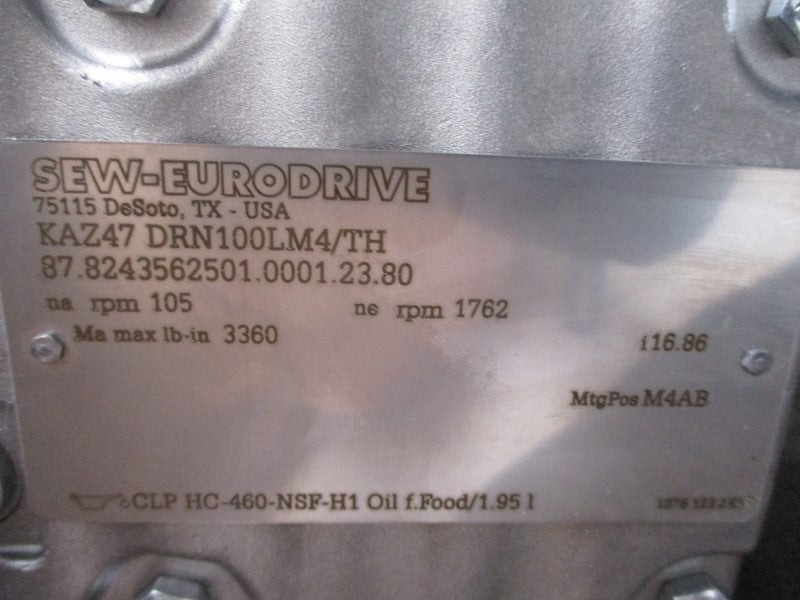 SEW-EURODRIVE
75115 DeSoto, TX - USA
KAZ47 DRN100LM4/TH
87.8243562501.0001.23.80
na rpm 105 ne rpm 1762
Ma max lb-in 3360
i16.86
MtgPos M4AB
CLP HC-460-NSF-H1 Oil f.Food/1.95 l